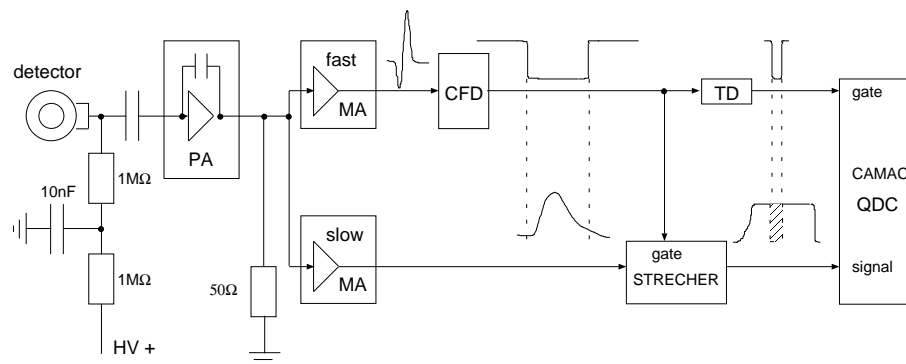 detector
PA
1MΩ
10nF
1MΩ
HV +
50Ω
fast
MA
slow
MA
CFD
TD
gate
STRECHER
gate
CAMAC
QDC
signal